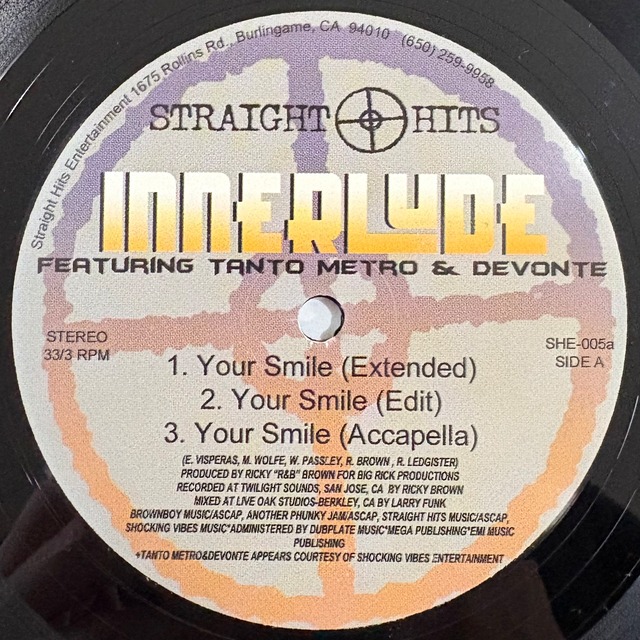 Straight Hits Entertainment 1675 Rollins Rd., Burlingame, CA 94010 (650) 259-9958
STRAIGHT HITS
INNERLUDE
FEATURING TANTO METRO & DEVONTE
STEREO
33/3 RPM
SHE-005a
SIDE A
1. Your Smile (Extended)
2. Your Smile (Edit)
3. Your Smile (Accapella)
(E. VISPERAS, M. WOLFE, W. PASSLEY, R. BROWN , R. LEDGISTER)
PRODUCED BY RICKY "R&B" BROWN FOR BIG RICK PRODUCTIONS
RECORDED AT TWILIGHT SOUNDS, SAN JOSE, CA BY RICKY BROWN
MIXED AT LIVE OAK STUDIOS-BERKLEY, CA BY LARRY FUNK
BROWNBOY MUSIC/ASCAP, ANOTHER PHUNKY JAM/ASCAP, STRAIGHT HITS MUSIC/ASCAP,
SHOCKING VIBES MUSIC*ADMINISTERED BY DUBPLATE MUSIC*MEGA PUBLISHING*EMI MUSIC
PUBLISHING
+TANTO METRO&DEVONTE APPEARS COURTESY OF SHOCKING VIBES ENTERTAINMENT